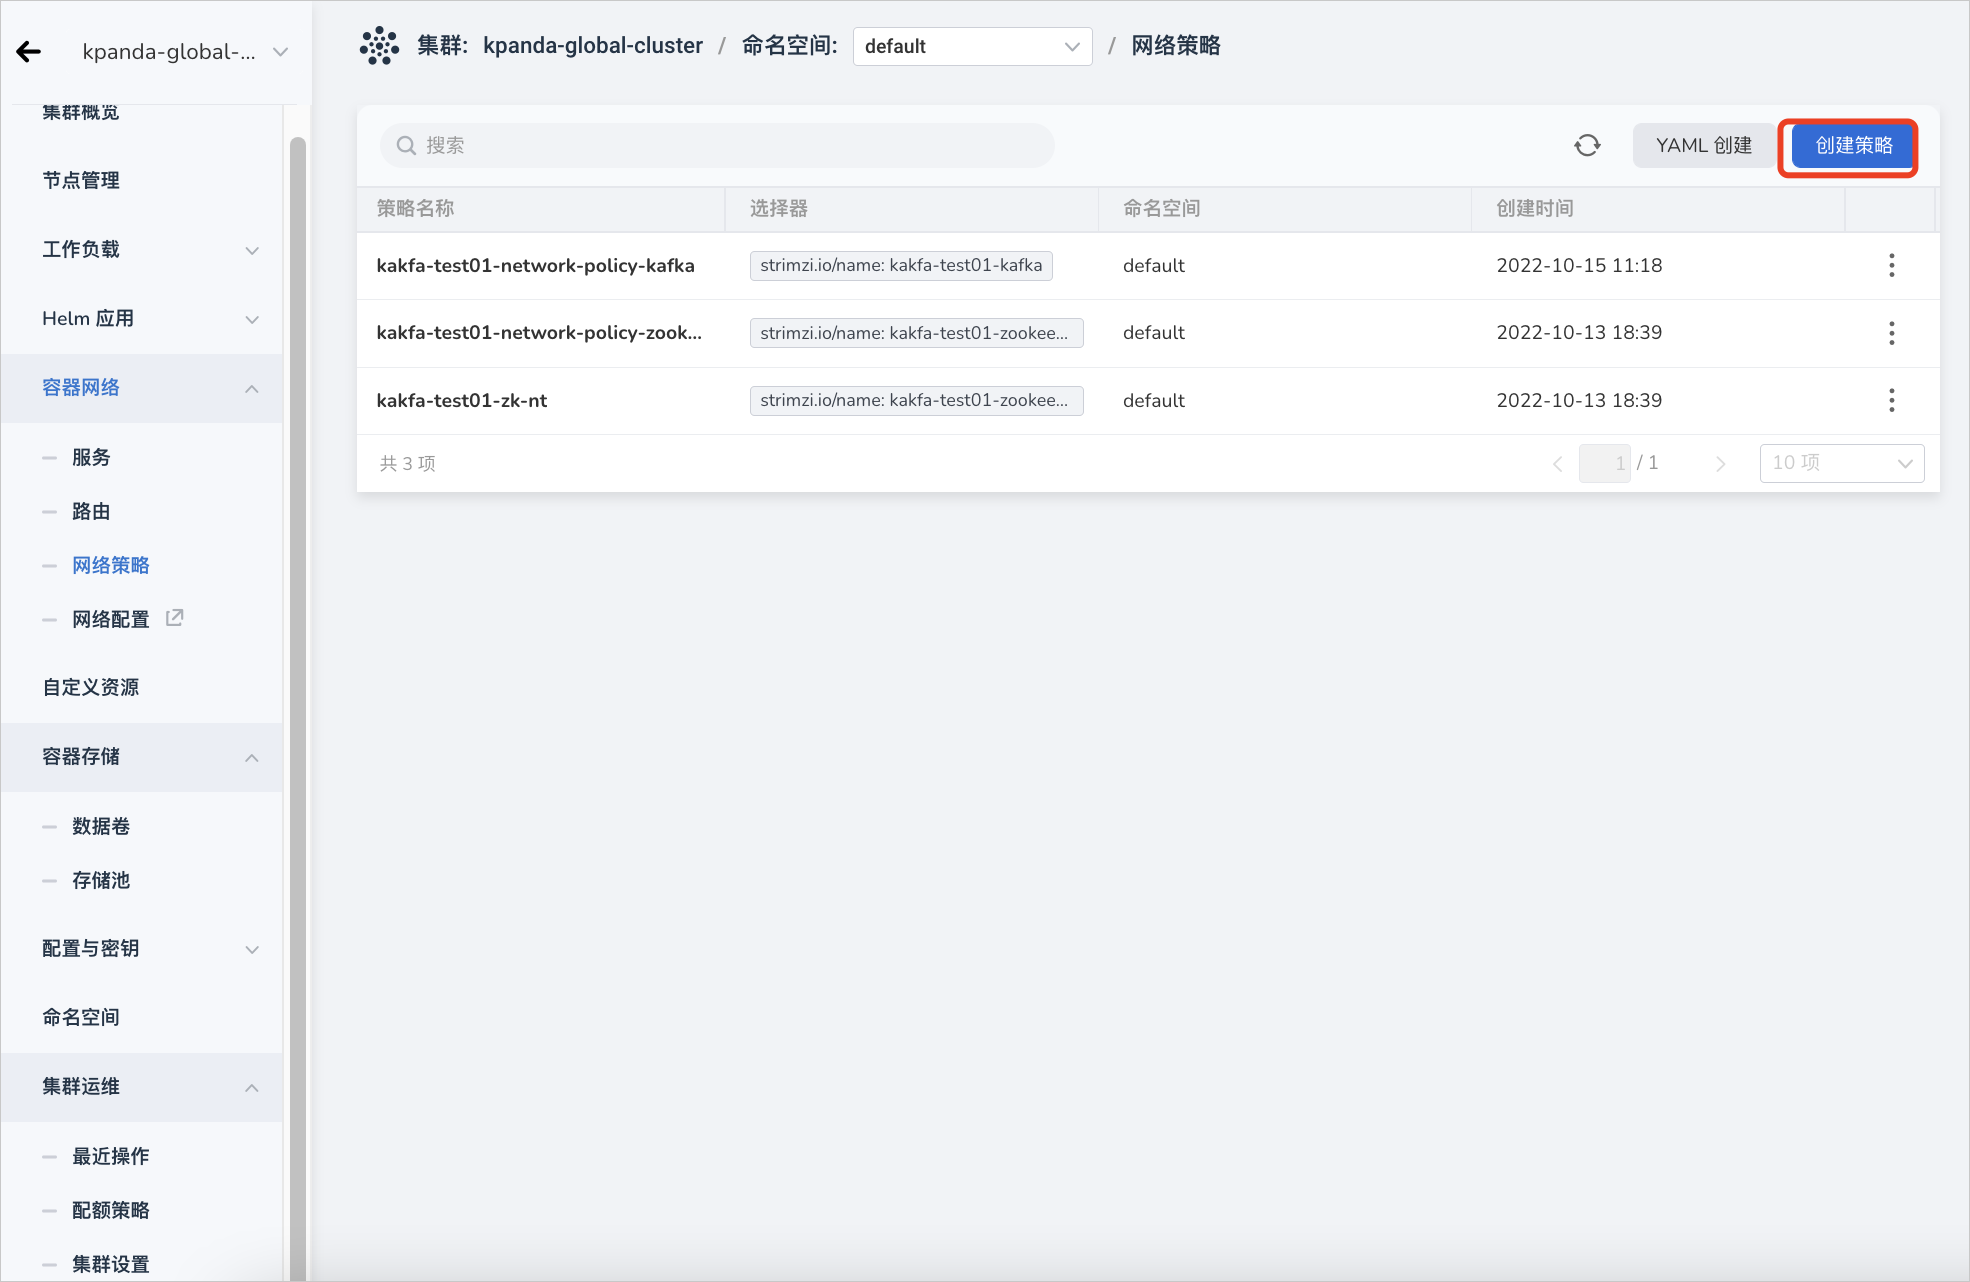 kpanda-global-...
集群概览
节点管理
工作负载
Helm 应用
容器网络
服务
路由
网络策略
网络配置
自定义资源
容器存储
数据卷
存储池
配置与密钥
命名空间
集群运维
最近操作
配额策略
集群设置
集群: kpanda-global-cluster / 命名空间: default / 网络策略
搜索 YAML 创建 创建策略
策略名称 选择器 命名空间 创建时间
kakfa-test01-network-policy-kafka strimzi.io/name: kakfa-test01-kafka default 2022-10-15 11:18
kakfa-test01-network-policy-zook... strimzi.io/name: kakfa-test01-zookee... default 2022-10-13 18:39
kakfa-test01-zk-nt strimzi.io/name: kakfa-test01-zookee... default 2022-10-13 18:39
共 3 项 1 / 1 10 项